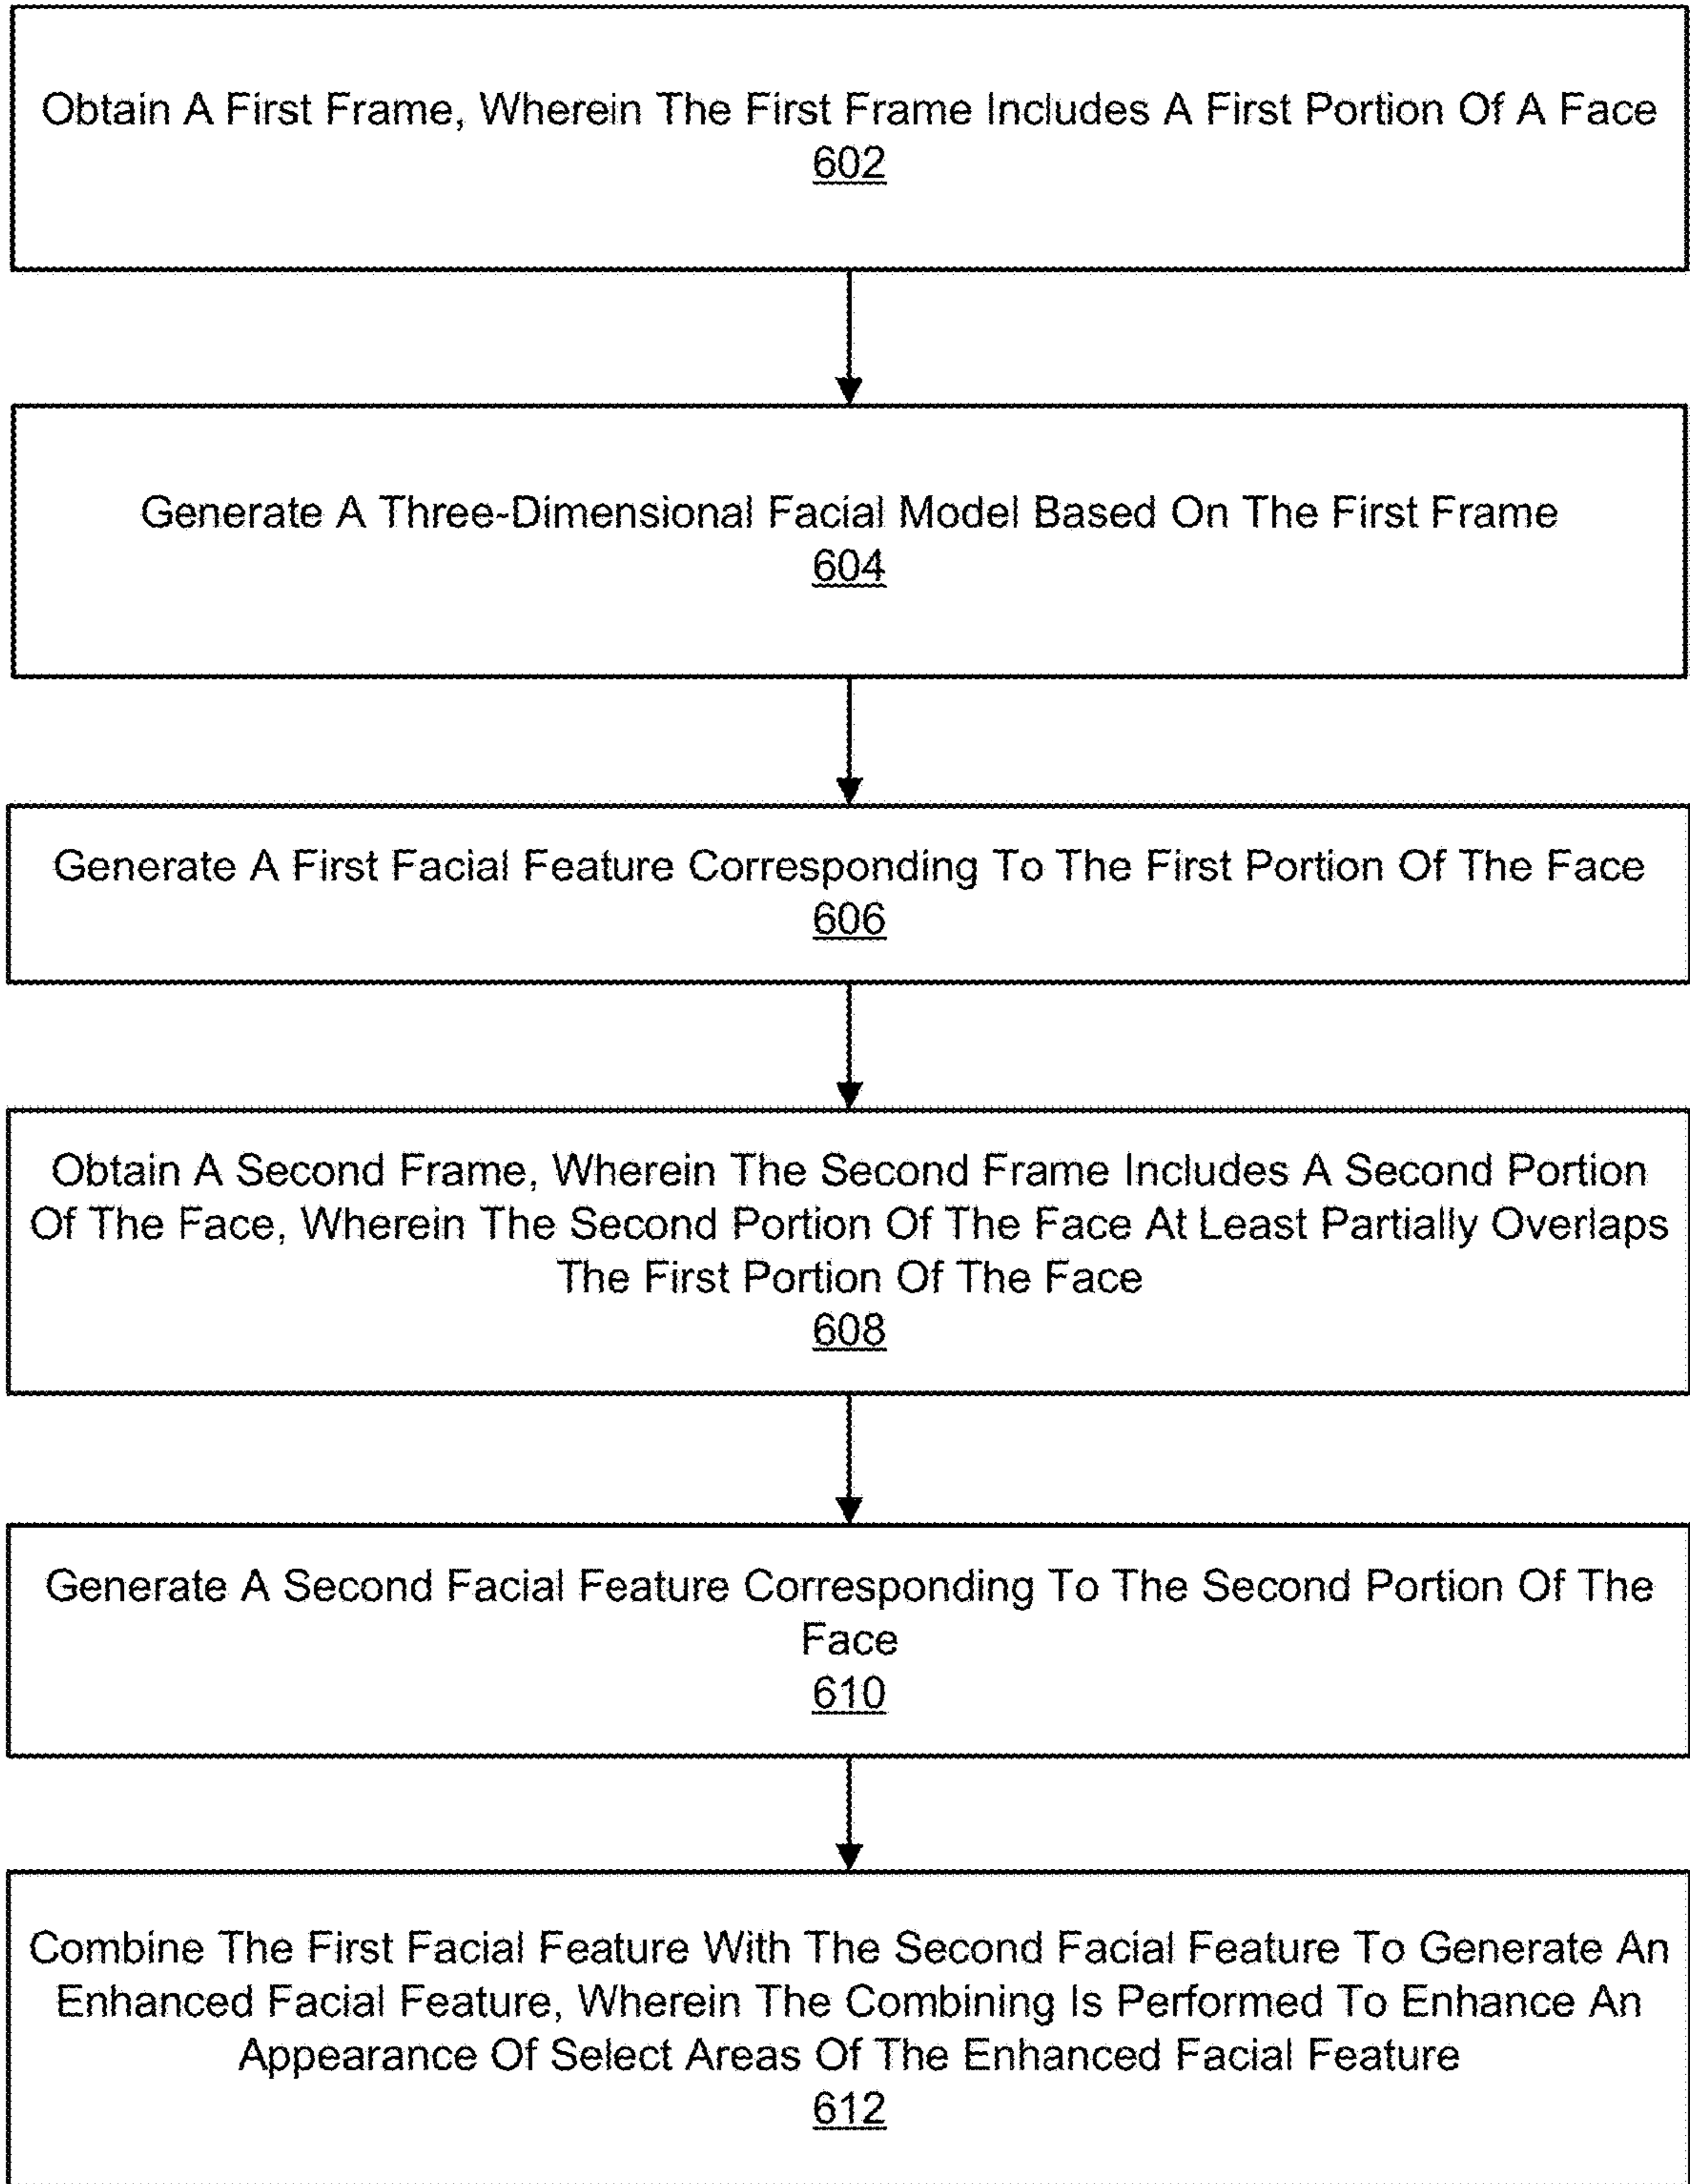 Obtain A First Frame, Wherein The First Frame Includes A First Portion Of A Face
602
Generate A Three-Dimensional Facial Model Based On The First Frame
604
Generate A First Facial Feature Corresponding To The First Portion Of The Face
606
Obtain A Second Frame, Wherein The Second Frame Includes A Second Portion
Of The Face, Wherein The Second Portion Of The Face At Least Partially Overlaps
The First Portion Of The Face
608
Generate A Second Facial Feature Corresponding To The Second Portion Of The
Face
610
Combine The First Facial Feature With The Second Facial Feature To Generate An
Enhanced Facial Feature, Wherein The Combining Is Performed To Enhance An
Appearance Of Select Areas Of The Enhanced Facial Feature
612